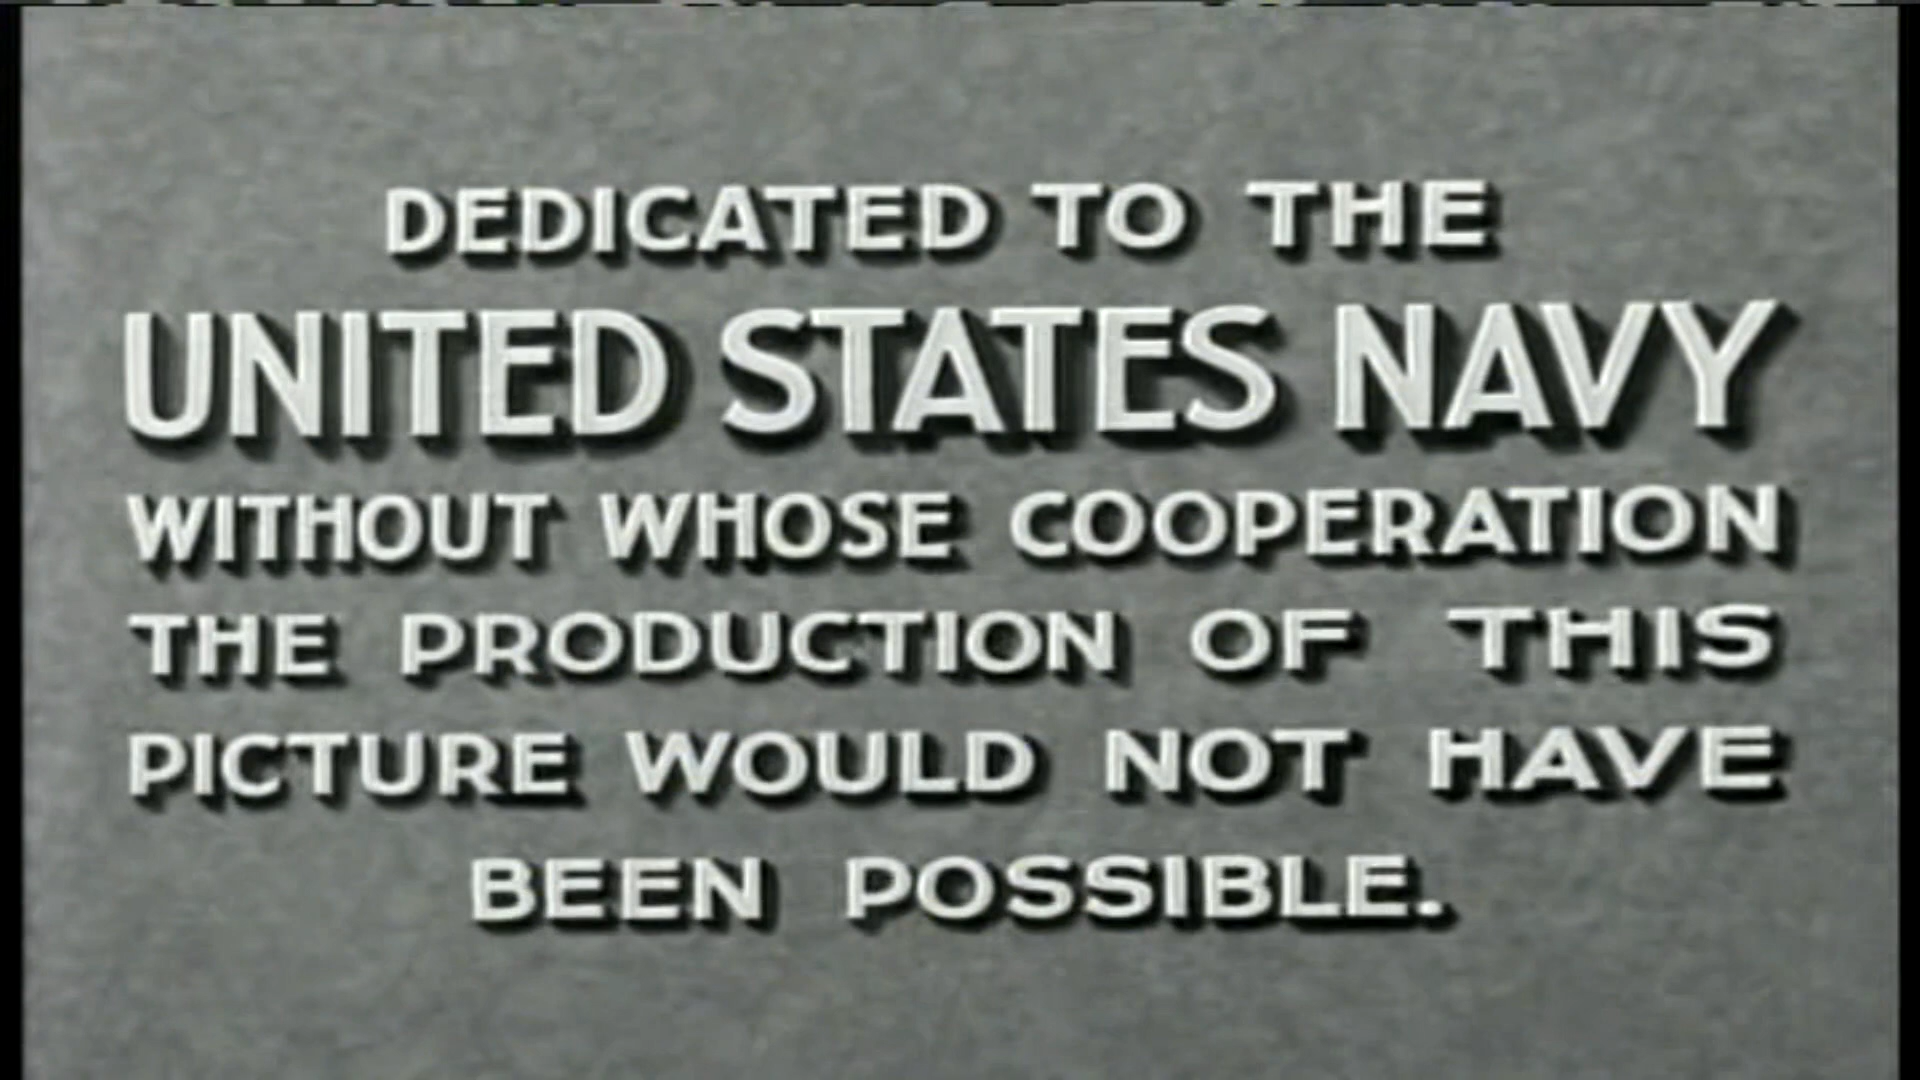 DEDICATED TO THE
UNITED STATES NAVY
WITHOUT WHOSE COOPERATION
THE PRODUCTION OF THIS
PICTURE WOULD NOT HAVE
BEEN POSSIBLE.